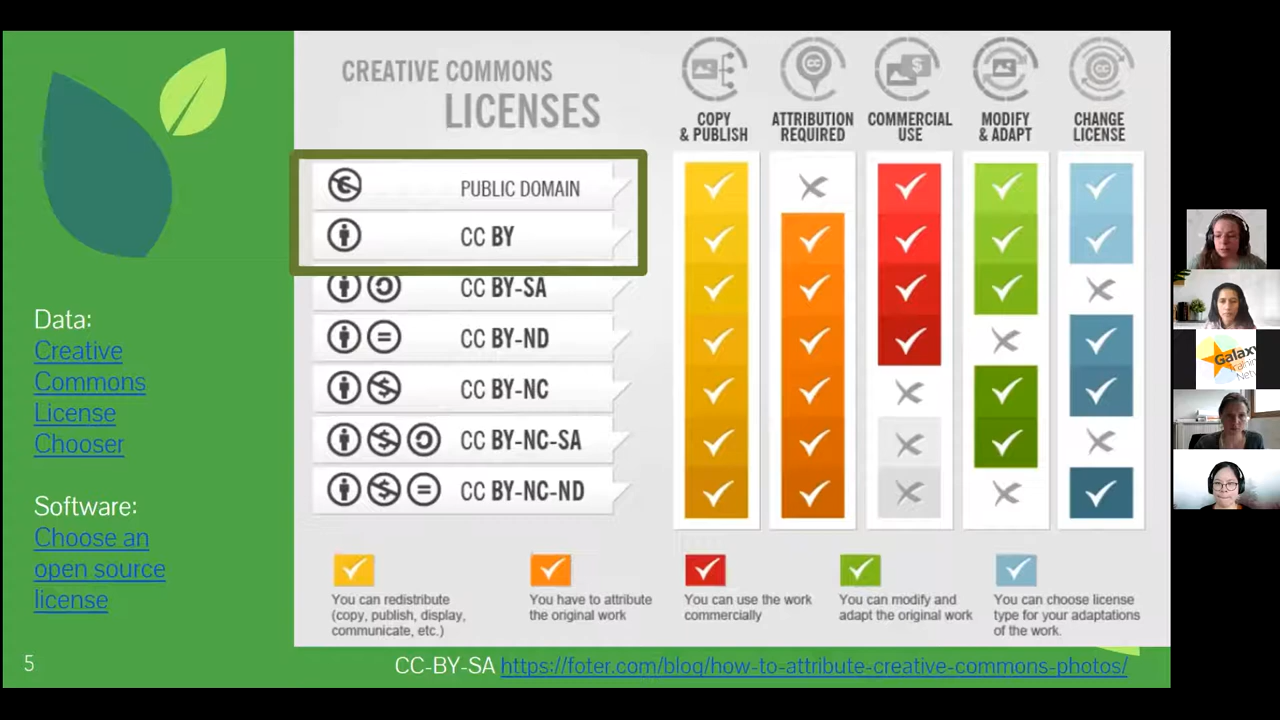 CREATIVE COMMONS
LICENSES
COPY
& PUBLISH
ATTRIBUTION
REQUIRED
COMMERCIAL
USE
MODIFY
& ADAPT
CHANGE
LICENSE
PUBLIC DOMAIN
CC BY
CC BY-SA
CC BY-ND
CC BY-NC
CC BY-NC-SA
CC BY-NC-ND
You can redistribute
(copy, publish, display,
communicate, etc.)
You have to attribute
the original work
You can use the work
commercially
You can modify and
adapt the original work
You can choose license
type for your adaptations
of the work.
Data:
Creative
Commons
License
Chooser
Software:
Choose an
open source
license
5
CC-BY-SA https://foter.com/blog/how-to-attribute-creative-commons-photos/
Galaxy